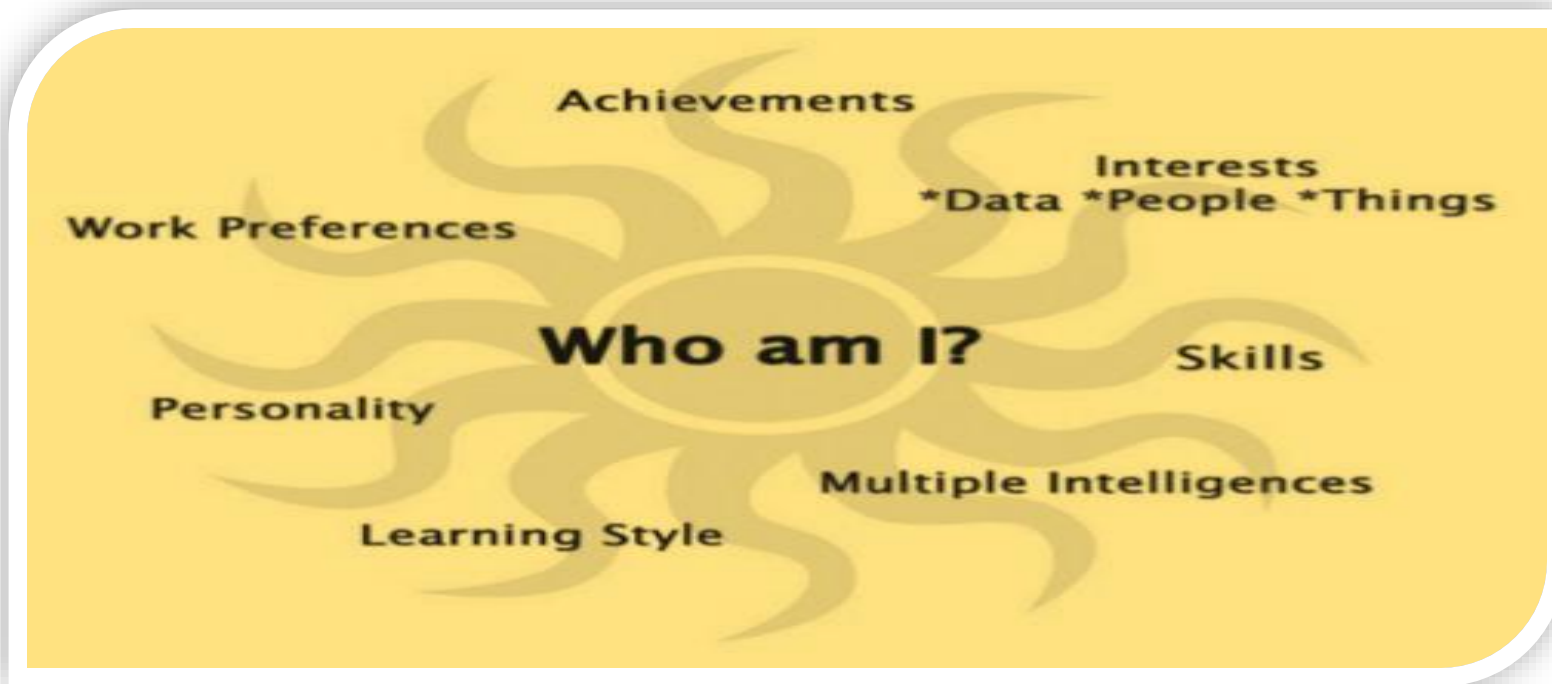 Achievements
Interests
*Data *People *Things
Work Preferences
Who am I?
Skills
Personality
Multiple Intelligences
Learning Style